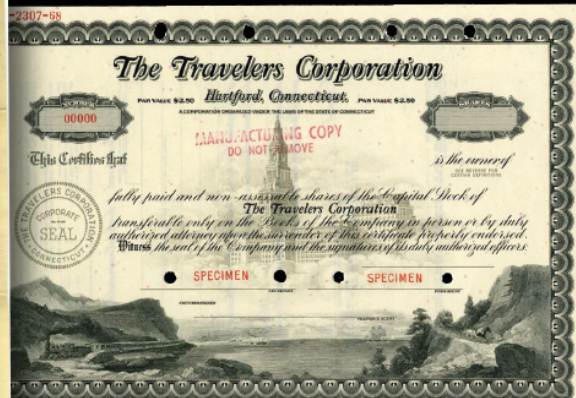 -2307-68
The Travelers Corporation
PAR VALUE $2.50 Hartford, Connecticut. PAR VALUE $2.50
A CORPORATION ORGANIZED UNDER THE LAWS OF THE STATE OF CONNECTICUT
00000
MANUFACTURING COPY
DO NOT REMOVE
This Certifies that
is the owner of
SEE REVERSE FOR
CERTAIN DEFINITIONS
fully paid and non-assessable shares of the Capital Stock of
The Travelers Corporation
transferable only on the Books of the Company in person or by duly
authorized attorney upon the surrender of this certificate properly endorsed.
Witness the seal of the Company and the signatures of its duly authorized officers.
THE TRAVELERS CORPORATION
CORPORATE
SEAL
CONNECTICUT
SPECIMEN SPECIMEN